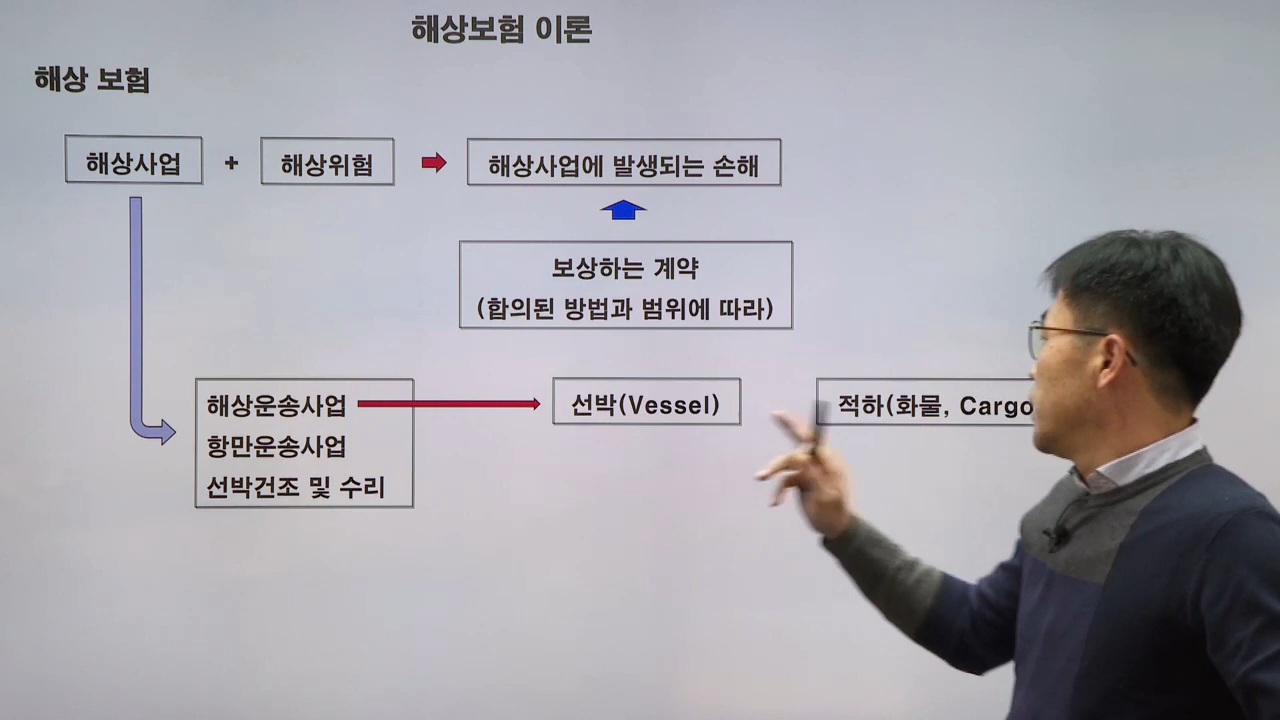 해상보험 이론
해상 보험
해상사업 + 해상위험 해상사업에 발생되는 손해
보상하는 계약
(합의된 방법과 범위에 따라)
해상운송사업 선박(Vessel) 적하(화물, Cargo
항만운송사업
선박건조 및 수리